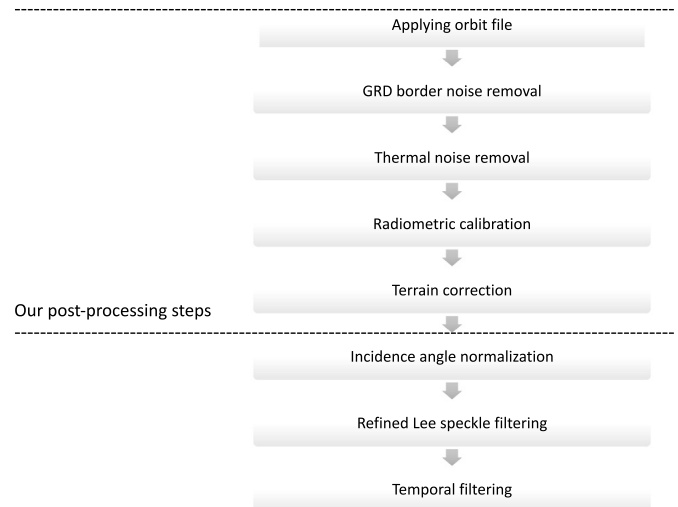 Applying orbit file
GRD border noise removal
Thermal noise removal
Radiometric calibration
Terrain correction
Our post-processing steps
Incidence angle normalization
Refined Lee speckle filtering
Temporal filtering